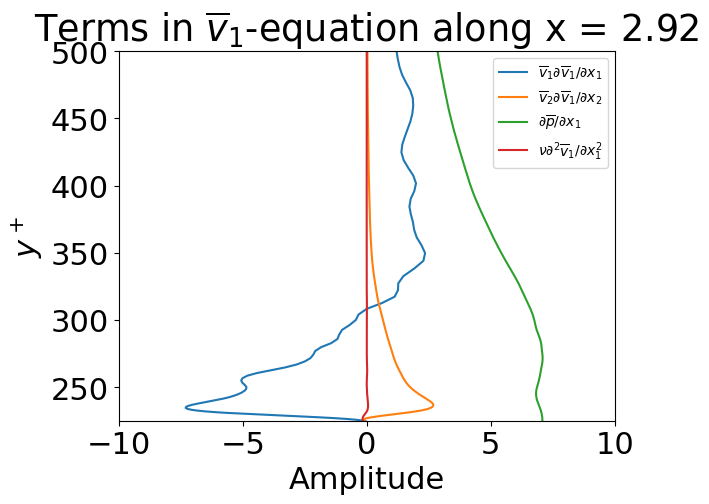 Terms in v̅₁-equation along x = 2.92
500
450
400
350
300
250
y⁺
−10
−5
0
5
10
Amplitude
v̅₁∂v̅₁/∂x₁
v̅₂∂v̅₁/∂x₂
∂p̅/∂x₁
ν∂²v̅₁/∂x₁²